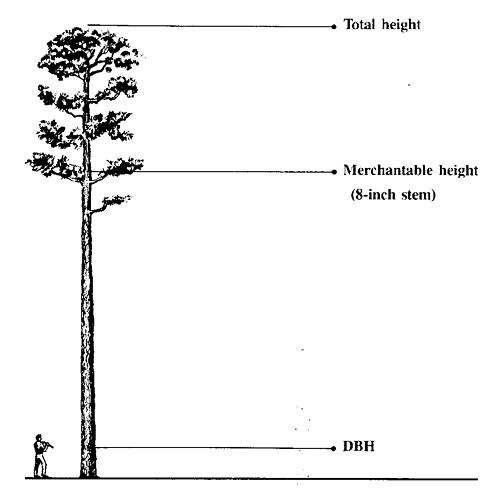 Total height
Merchantable height
(8-inch stem)
DBH